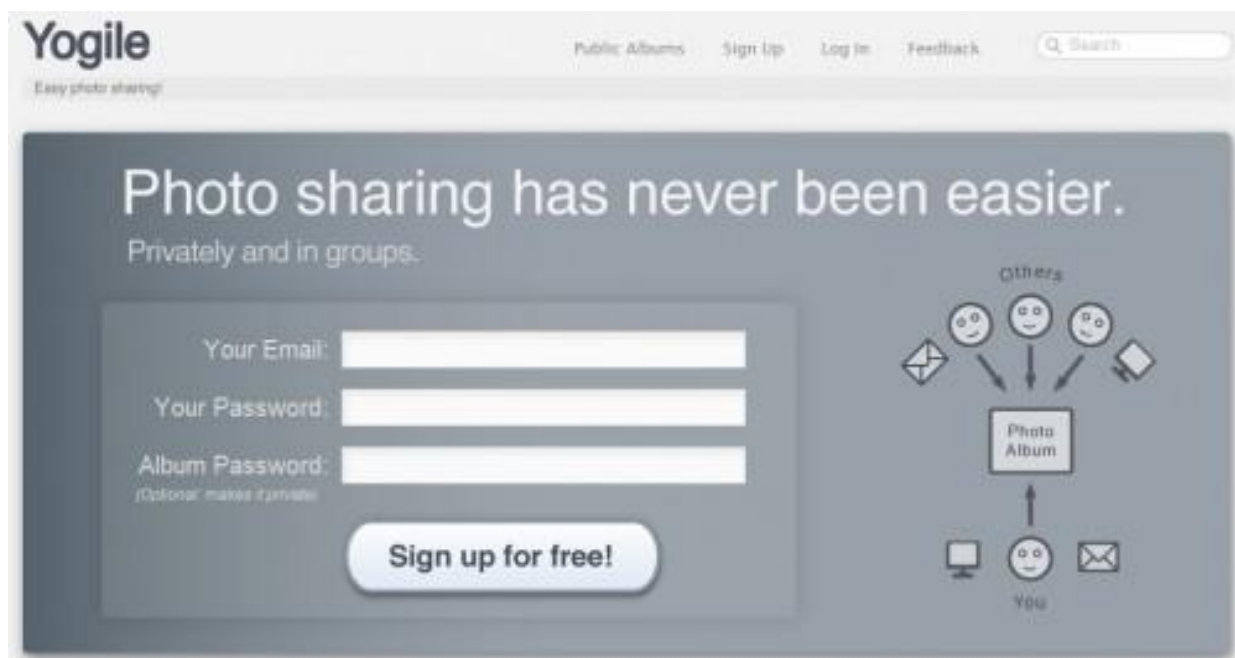 Yogile
Public Albums Sign Up Log In Feedback Search
Easy photo sharing!
Photo sharing has never been easier.
Privately and in groups.
Others
Your Email:
Your Password:
Photo
Album
Album Password:
(Optional: makes it private)
Sign up for free!
You